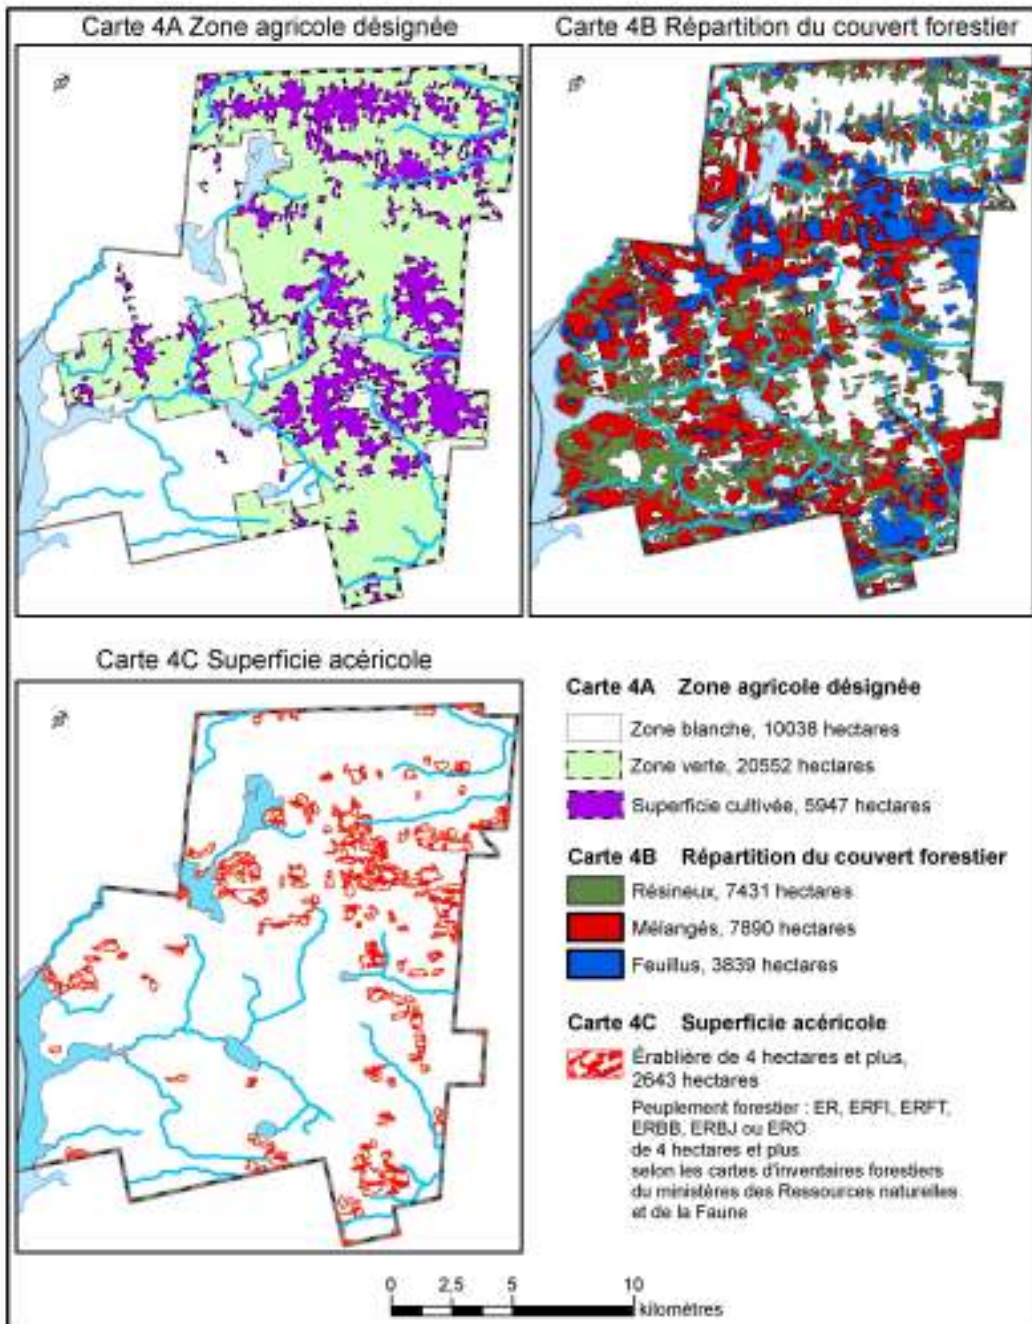 Carte 4A Zone agricole désignée
Carte 4B Répartition du couvert forestier
Carte 4C Superficie acéricole
Carte 4A Zone agricole désignée
Zone blanche, 10038 hectares
Zone verte, 20552 hectares
Superficie cultivée, 5947 hectares
Carte 4B Répartition du couvert forestier
Résineux, 7431 hectares
Mélangés, 7890 hectares
Feuillus, 3839 hectares
Carte 4C Superficie acéricole
Érablière de 4 hectares et plus,
2643 hectares
Peuplement forestier : ER, ERFI, ERFT,
ERBB, ERBJ ou ERO
de 4 hectares et plus
selon les cartes d'inventaires forestiers
du ministères des Ressources naturelles
et de la Faune
0 2,5 5 10
kilomètres